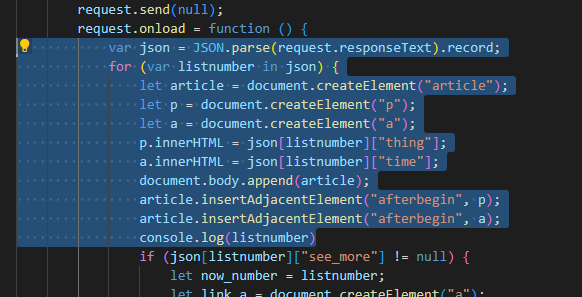 request.send(null);
request.onload = function () {
var json = JSON.parse(request.responseText).record;
for (var listnumber in json) {
let article = document.createElement("article");
let p = document.createElement("p");
let a = document.createElement("a");
p.innerHTML = json[listnumber]["thing"];
a.innerHTML = json[listnumber]["time"];
document.body.append(article);
article.insertAdjacentElement("afterbegin", p);
article.insertAdjacentElement("afterbegin", a);
console.log(listnumber)
if (json[listnumber]["see_more"] != null) {
let now_number = listnumber;
let link_a = document.createElement("a");